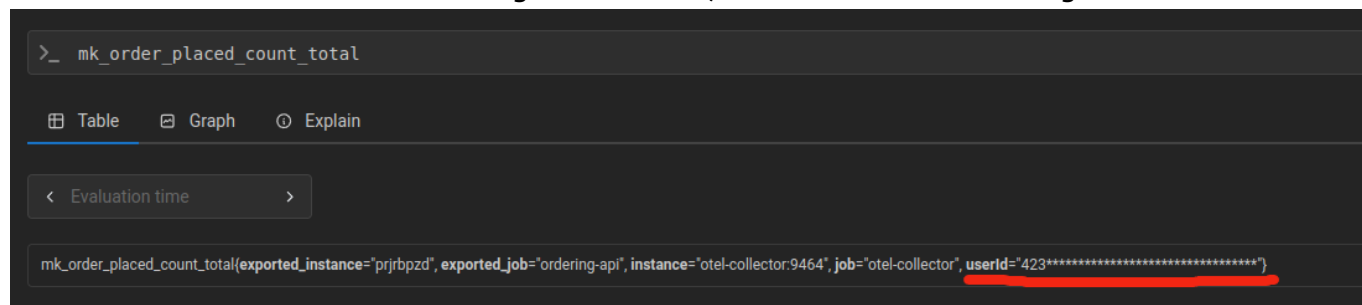 >_ mk_order_placed_count_total
Table Graph Explain
Evaluation time
mk_order_placed_count_total{exported_instance="prjrbpzd", exported_job="ordering-api", instance="otel-collector:9464", job="otel-collector", userId="423*********************************"}